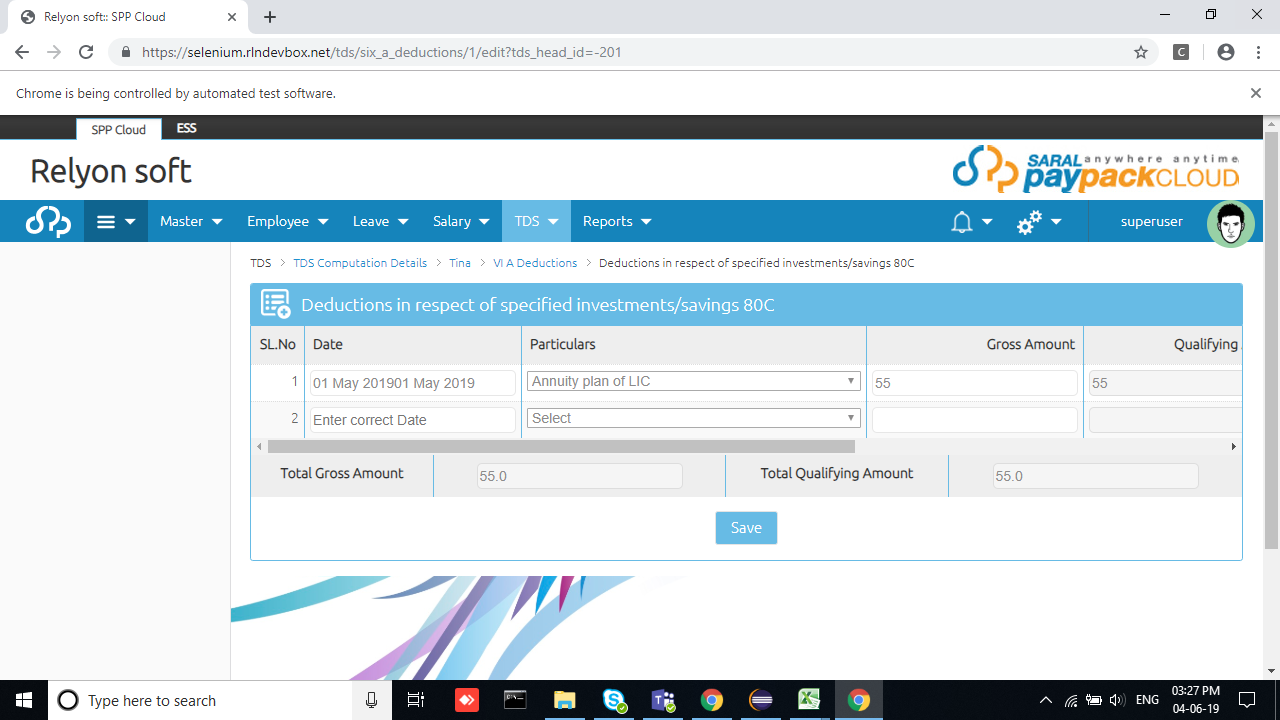 Relyon soft:: SPP Cloud
https://selenium.rlndevbox.net/tds/six_a_deductions/1/edit?tds_head_id=-201
C
Chrome is being controlled by automated test software.
SPP Cloud ESS
Relyon soft
SARAL anywhere anytime
paypackCLOUD
Master Employee Leave Salary TDS Reports superuser
TDS > TDS Computation Details > Tina > VI A Deductions > Deductions in respect of specified investments/savings 80C
Deductions in respect of specified investments/savings 80C
SL.No Date Particulars Gross Amount Qualifying
1 01 May 201901 May 2019 Annuity plan of LIC 55 55
2 Enter correct Date Select
Total Gross Amount 55.0 Total Qualifying Amount 55.0
Save
Type here to search
ENG
03:27 PM
04-06-19